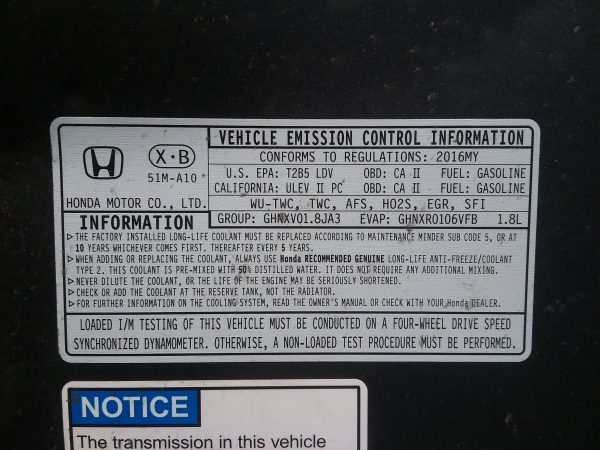 VEHICLE EMISSION CONTROL INFORMATION
CONFORMS TO REGULATIONS: 2016MY
X·B
51M-A10
HONDA MOTOR CO., LTD.
U.S. EPA: T2B5 LDV OBD: CA II FUEL: GASOLINE
CALIFORNIA: ULEV II PC OBD: CA II FUEL: GASOLINE
WU-TWC, TWC, AFS, HO2S, EGR, SFI
GROUP: GHNXV01.8JA3 EVAP: GHNXR0106VFB 1.8L
INFORMATION
▷THE FACTORY INSTALLED LONG-LIFE COOLANT MUST BE REPLACED ACCORDING TO MAINTENANCE MINDER SUB CODE 5, OR AT
10 YEARS WHICHEVER COMES FIRST. THEREAFTER EVERY 5 YEARS.
▷WHEN ADDING OR REPLACING THE COOLANT, ALWAYS USE Honda RECOMMENDED GENUINE LONG-LIFE ANTI-FREEZE/COOLANT
TYPE 2. THIS COOLANT IS PRE-MIXED WITH 50% DISTILLED WATER. IT DOES NOT REQUIRE ANY ADDITIONAL MIXING.
▷NEVER DILUTE THE COOLANT, OR THE LIFE OF THE ENGINE MAY BE SERIOUSLY SHORTENED.
▷CHECK OR ADD THE COOLANT AT THE RESERVE TANK, NOT THE RADIATOR.
▷FOR FURTHER INFORMATION ON THE COOLING SYSTEM, READ THE OWNER'S MANUAL OR CHECK WITH YOUR Honda DEALER.
LOADED I/M TESTING OF THIS VEHICLE MUST BE CONDUCTED ON A FOUR-WHEEL DRIVE SPEED
SYNCHRONIZED DYNAMOMETER. OTHERWISE, A NON-LOADED TEST PROCEDURE MUST BE PERFORMED.
NOTICE
The transmission in this vehicle